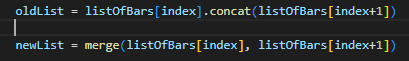 oldList = listOfBars[index].concat(listOfBars[index+1])
newList = merge(listOfBars[index], listOfBars[index+1])